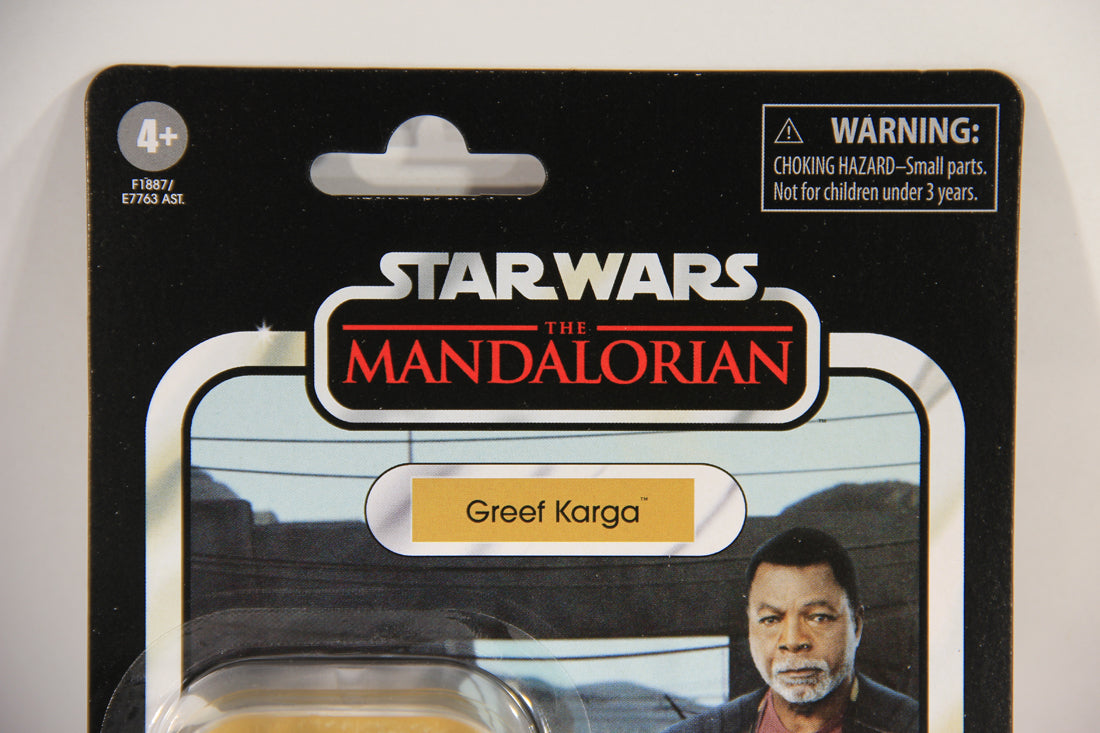 4+
F1887/
E7763 AST.
⚠ WARNING:
CHOKING HAZARD–Small parts.
Not for children under 3 years.
STAR WARS
THE
MANDALORIAN
™
Greef Karga™